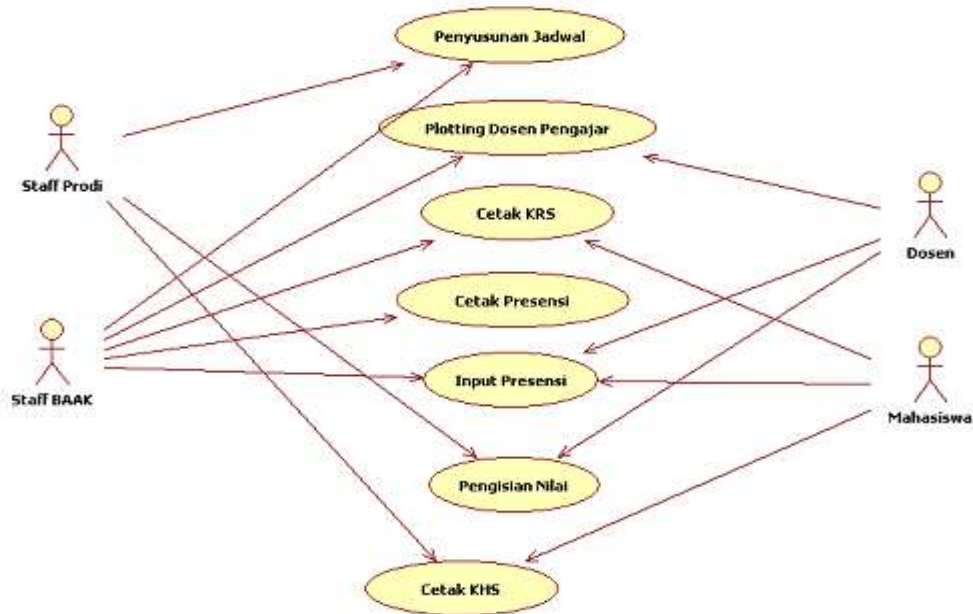 Penyusunan Jadwal
Plotting Dosen Pengajar
Staff Prodi
Cetak KRS
Dosen
Cetak Presensi
Input Presensi
Staff BAAK
Mahasiswa
Pengisian Nilai
Cetak KHS